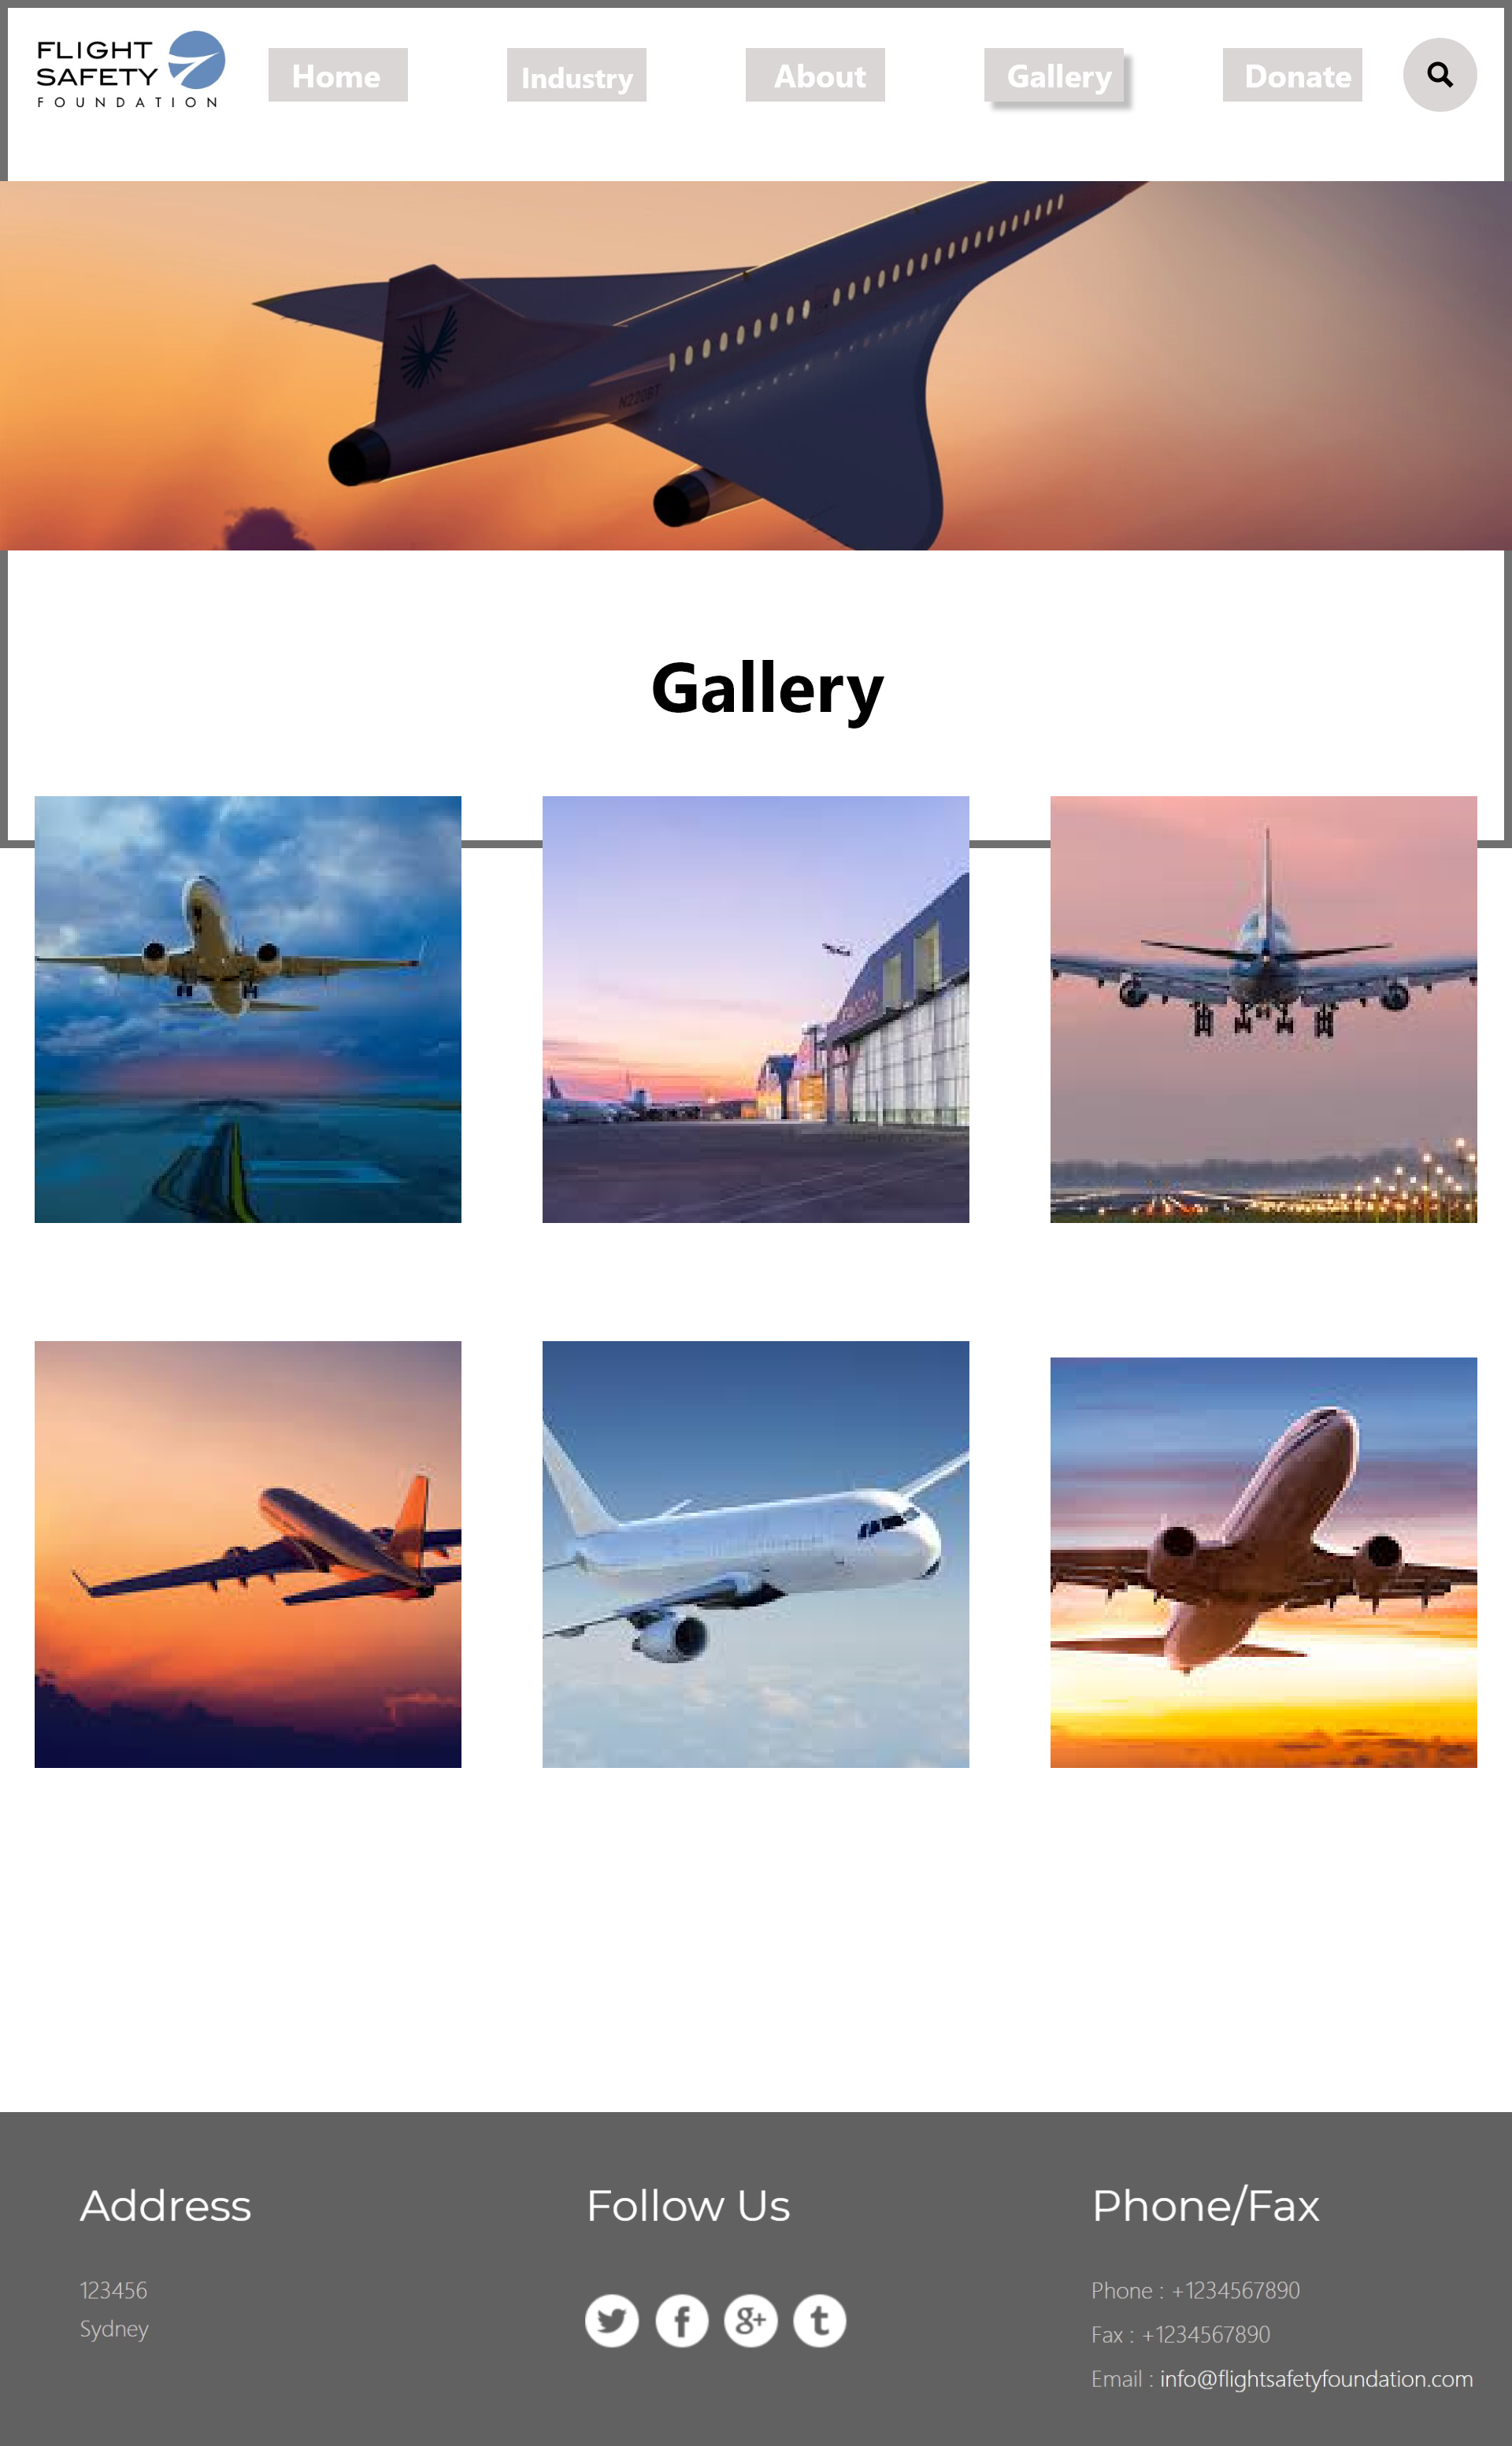 FLIGHT
SAFETY
FOUNDATION
Home
Industry
About
Gallery
Donate
N220BT
Gallery
Address
123456
Sydney
Follow Us
Phone/Fax
Phone : +1234567890
Fax : +1234567890
Email : info@flightsafetyfoundation.com